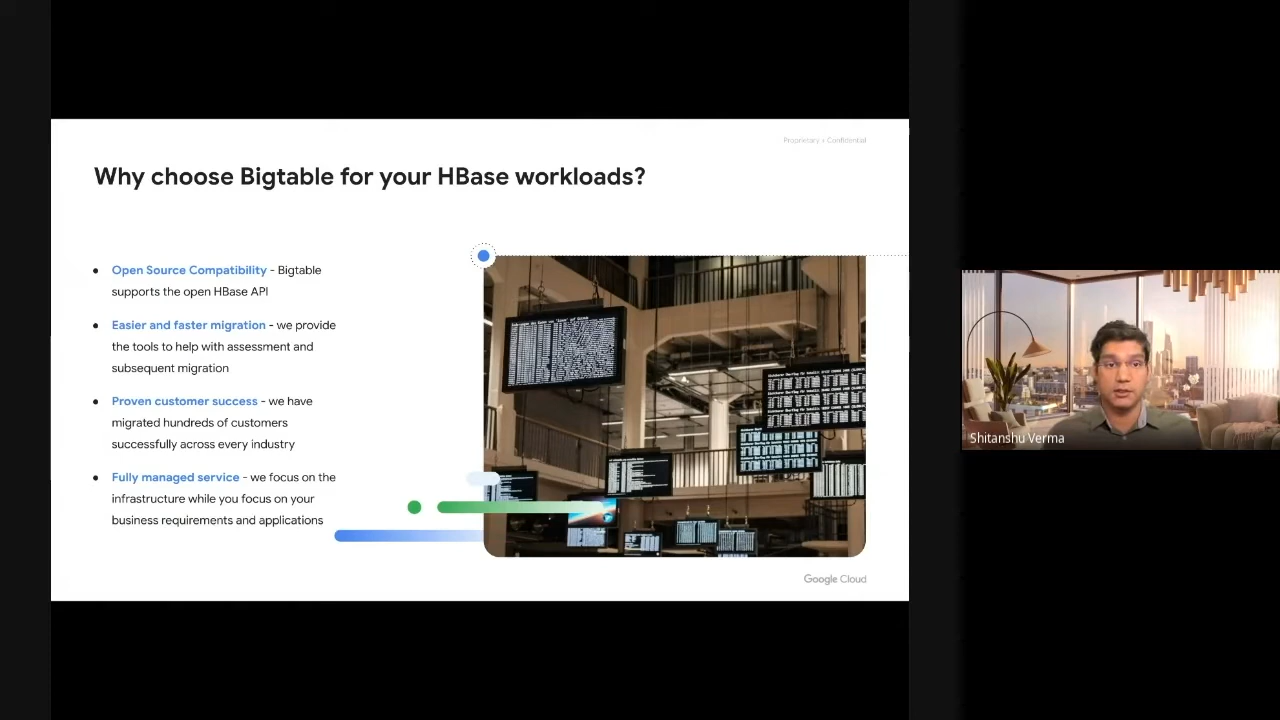 Proprietary + Confidential
Why choose Bigtable for your HBase workloads?
Open Source Compatibility - Bigtable
supports the open HBase API
Easier and faster migration - we provide
the tools to help with assessment and
subsequent migration
Proven customer success - we have
migrated hundreds of customers
successfully across every industry
Fully managed service - we focus on the
infrastructure while you focus on your
business requirements and applications
Google Cloud
Shitanshu Verma